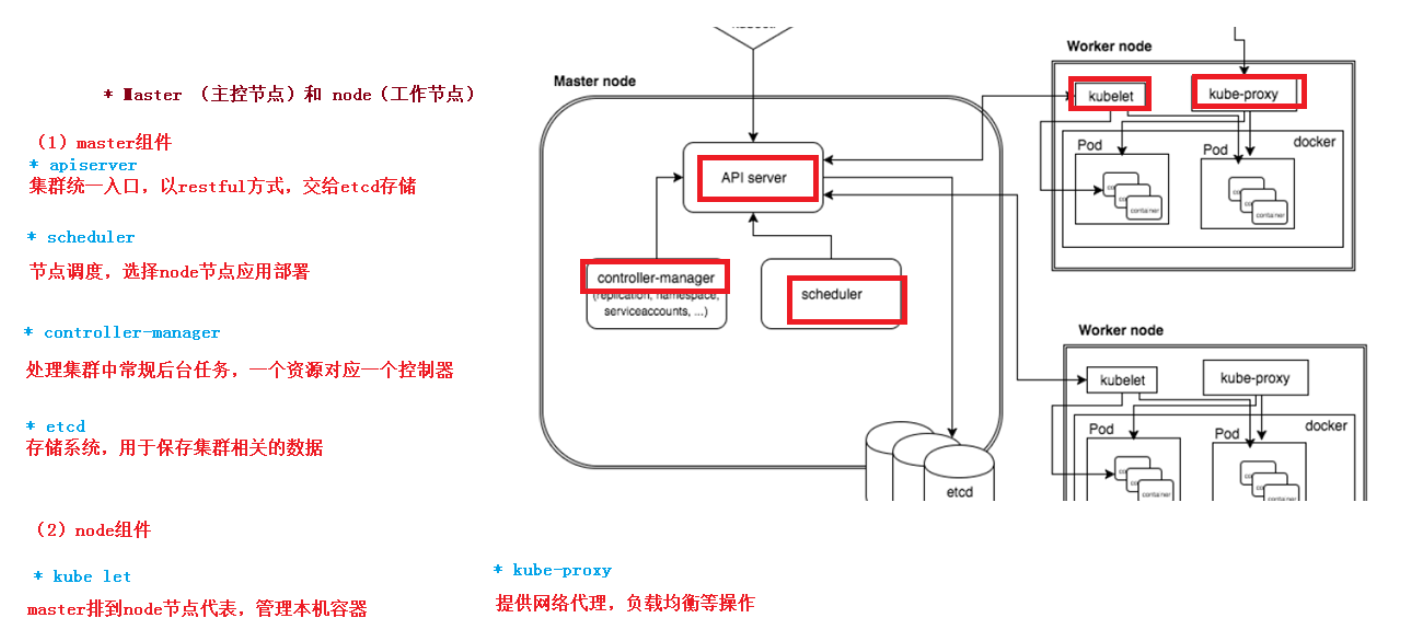 * Master （主控节点）和 node（工作节点）
（1）master组件
* apiserver
集群统一入口，以restful方式，交给etcd存储
* scheduler
节点调度，选择node节点应用部署
* controller-manager
处理集群中常规后台任务，一个资源对应一个控制器
* etcd
存储系统，用于保存集群相关的数据
（2）node组件
* kube let
master排到node节点代表，管理本机容器
* kube-proxy
提供网络代理，负载均衡等操作
Master node
API server
controller-manager
(replication, namespace,
serviceaccounts, ...)
scheduler
etcd
Worker node
kubelet
kube-proxy
docker
Pod
Pod
container
container
Worker node
kubelet
kube-proxy
docker
Pod
Pod
container
container